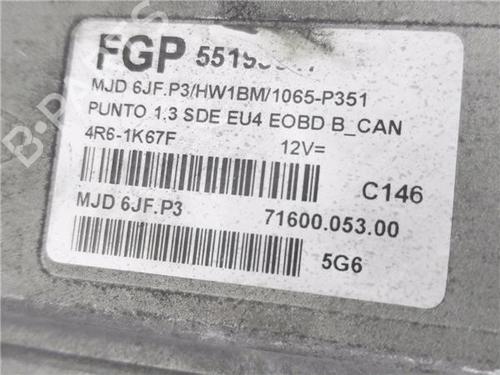 FGP
MJD 6JF.P3/HW1BM/1065-P351
PUNTO 1.3 SDE EU4 EOBD B_CAN
4R6-1K67F 12V=
C146
MJD 6JF.P3 71600.053.00
5G6